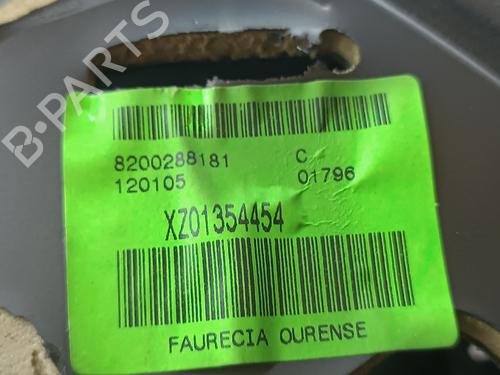 B-PARTS
8200288181 C
120105 01796
XZ01354454
FAURECIA OURENSE